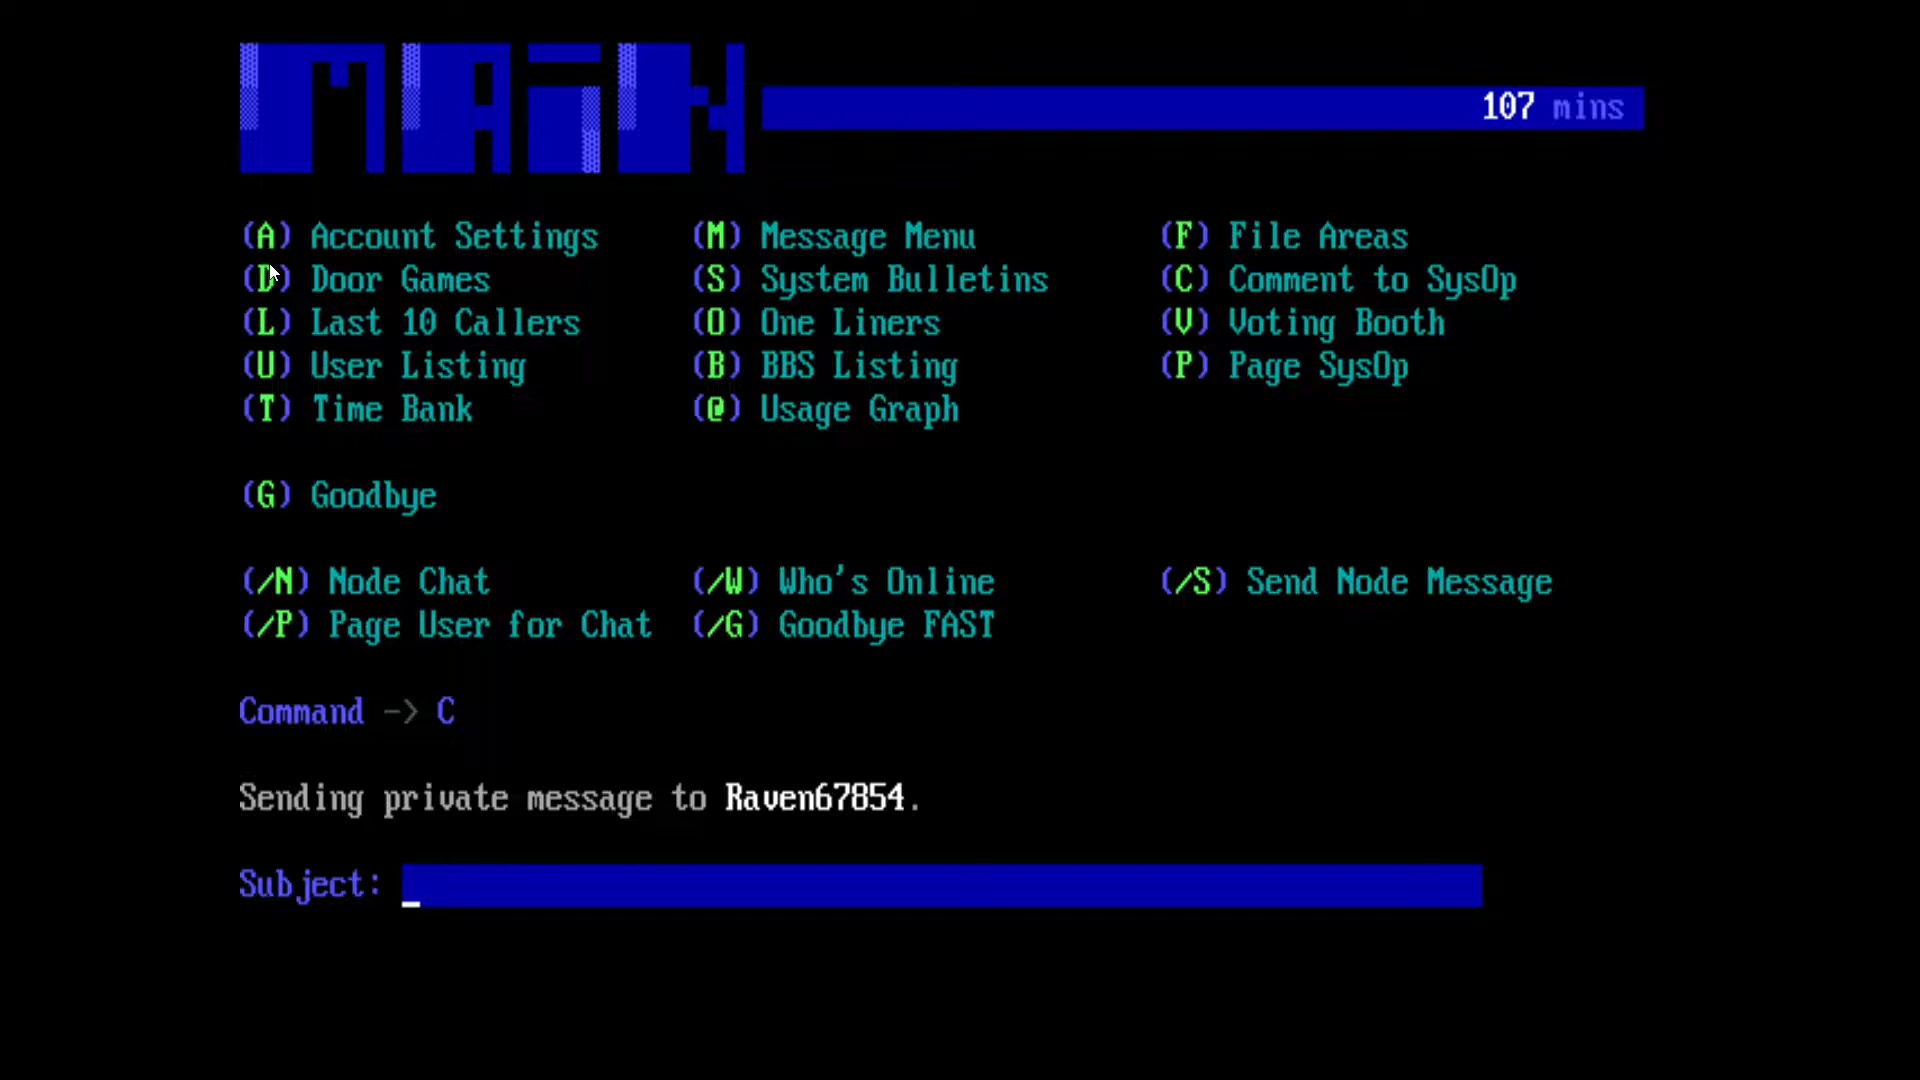 MAiN
107 mins
(A) Account Settings (M) Message Menu (F) File Areas
(D) Door Games (S) System Bulletins (C) Comment to SysOp
(L) Last 10 Callers (O) One Liners (V) Voting Booth
(U) User Listing (B) BBS Listing (P) Page SysOp
(T) Time Bank (@) Usage Graph
(G) Goodbye
(/N) Node Chat (/W) Who's Online (/S) Send Node Message
(/P) Page User for Chat (/G) Goodbye FAST
Command -> C
Sending private message to Raven67854.
Subject: